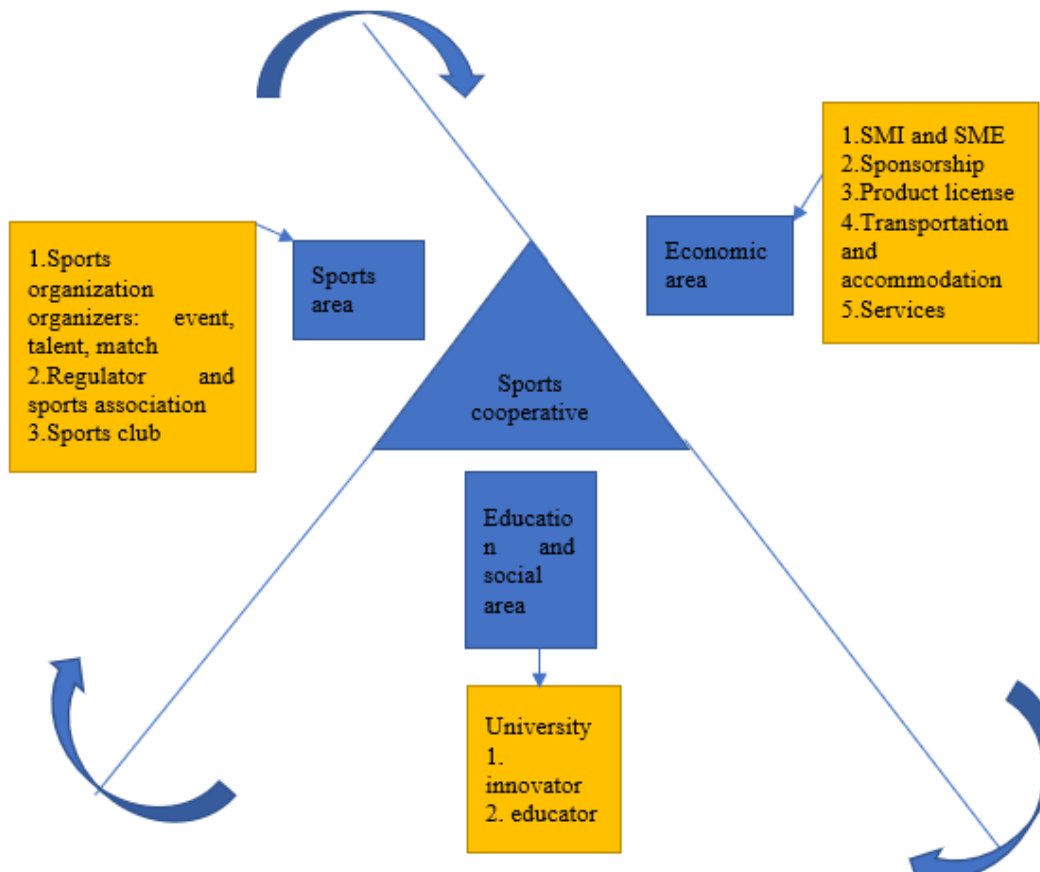 1.SMI and SME
2.Sponsorship
3.Product license
4.Transportation
and
accommodation
5.Services
Economic
area
Sports
area
1.Sports
organization
organizers: event,
talent, match
2.Regulator and
sports association
3.Sports club
Sports
cooperative
Educatio
n and
social
area
University
1.
innovator
2. educator